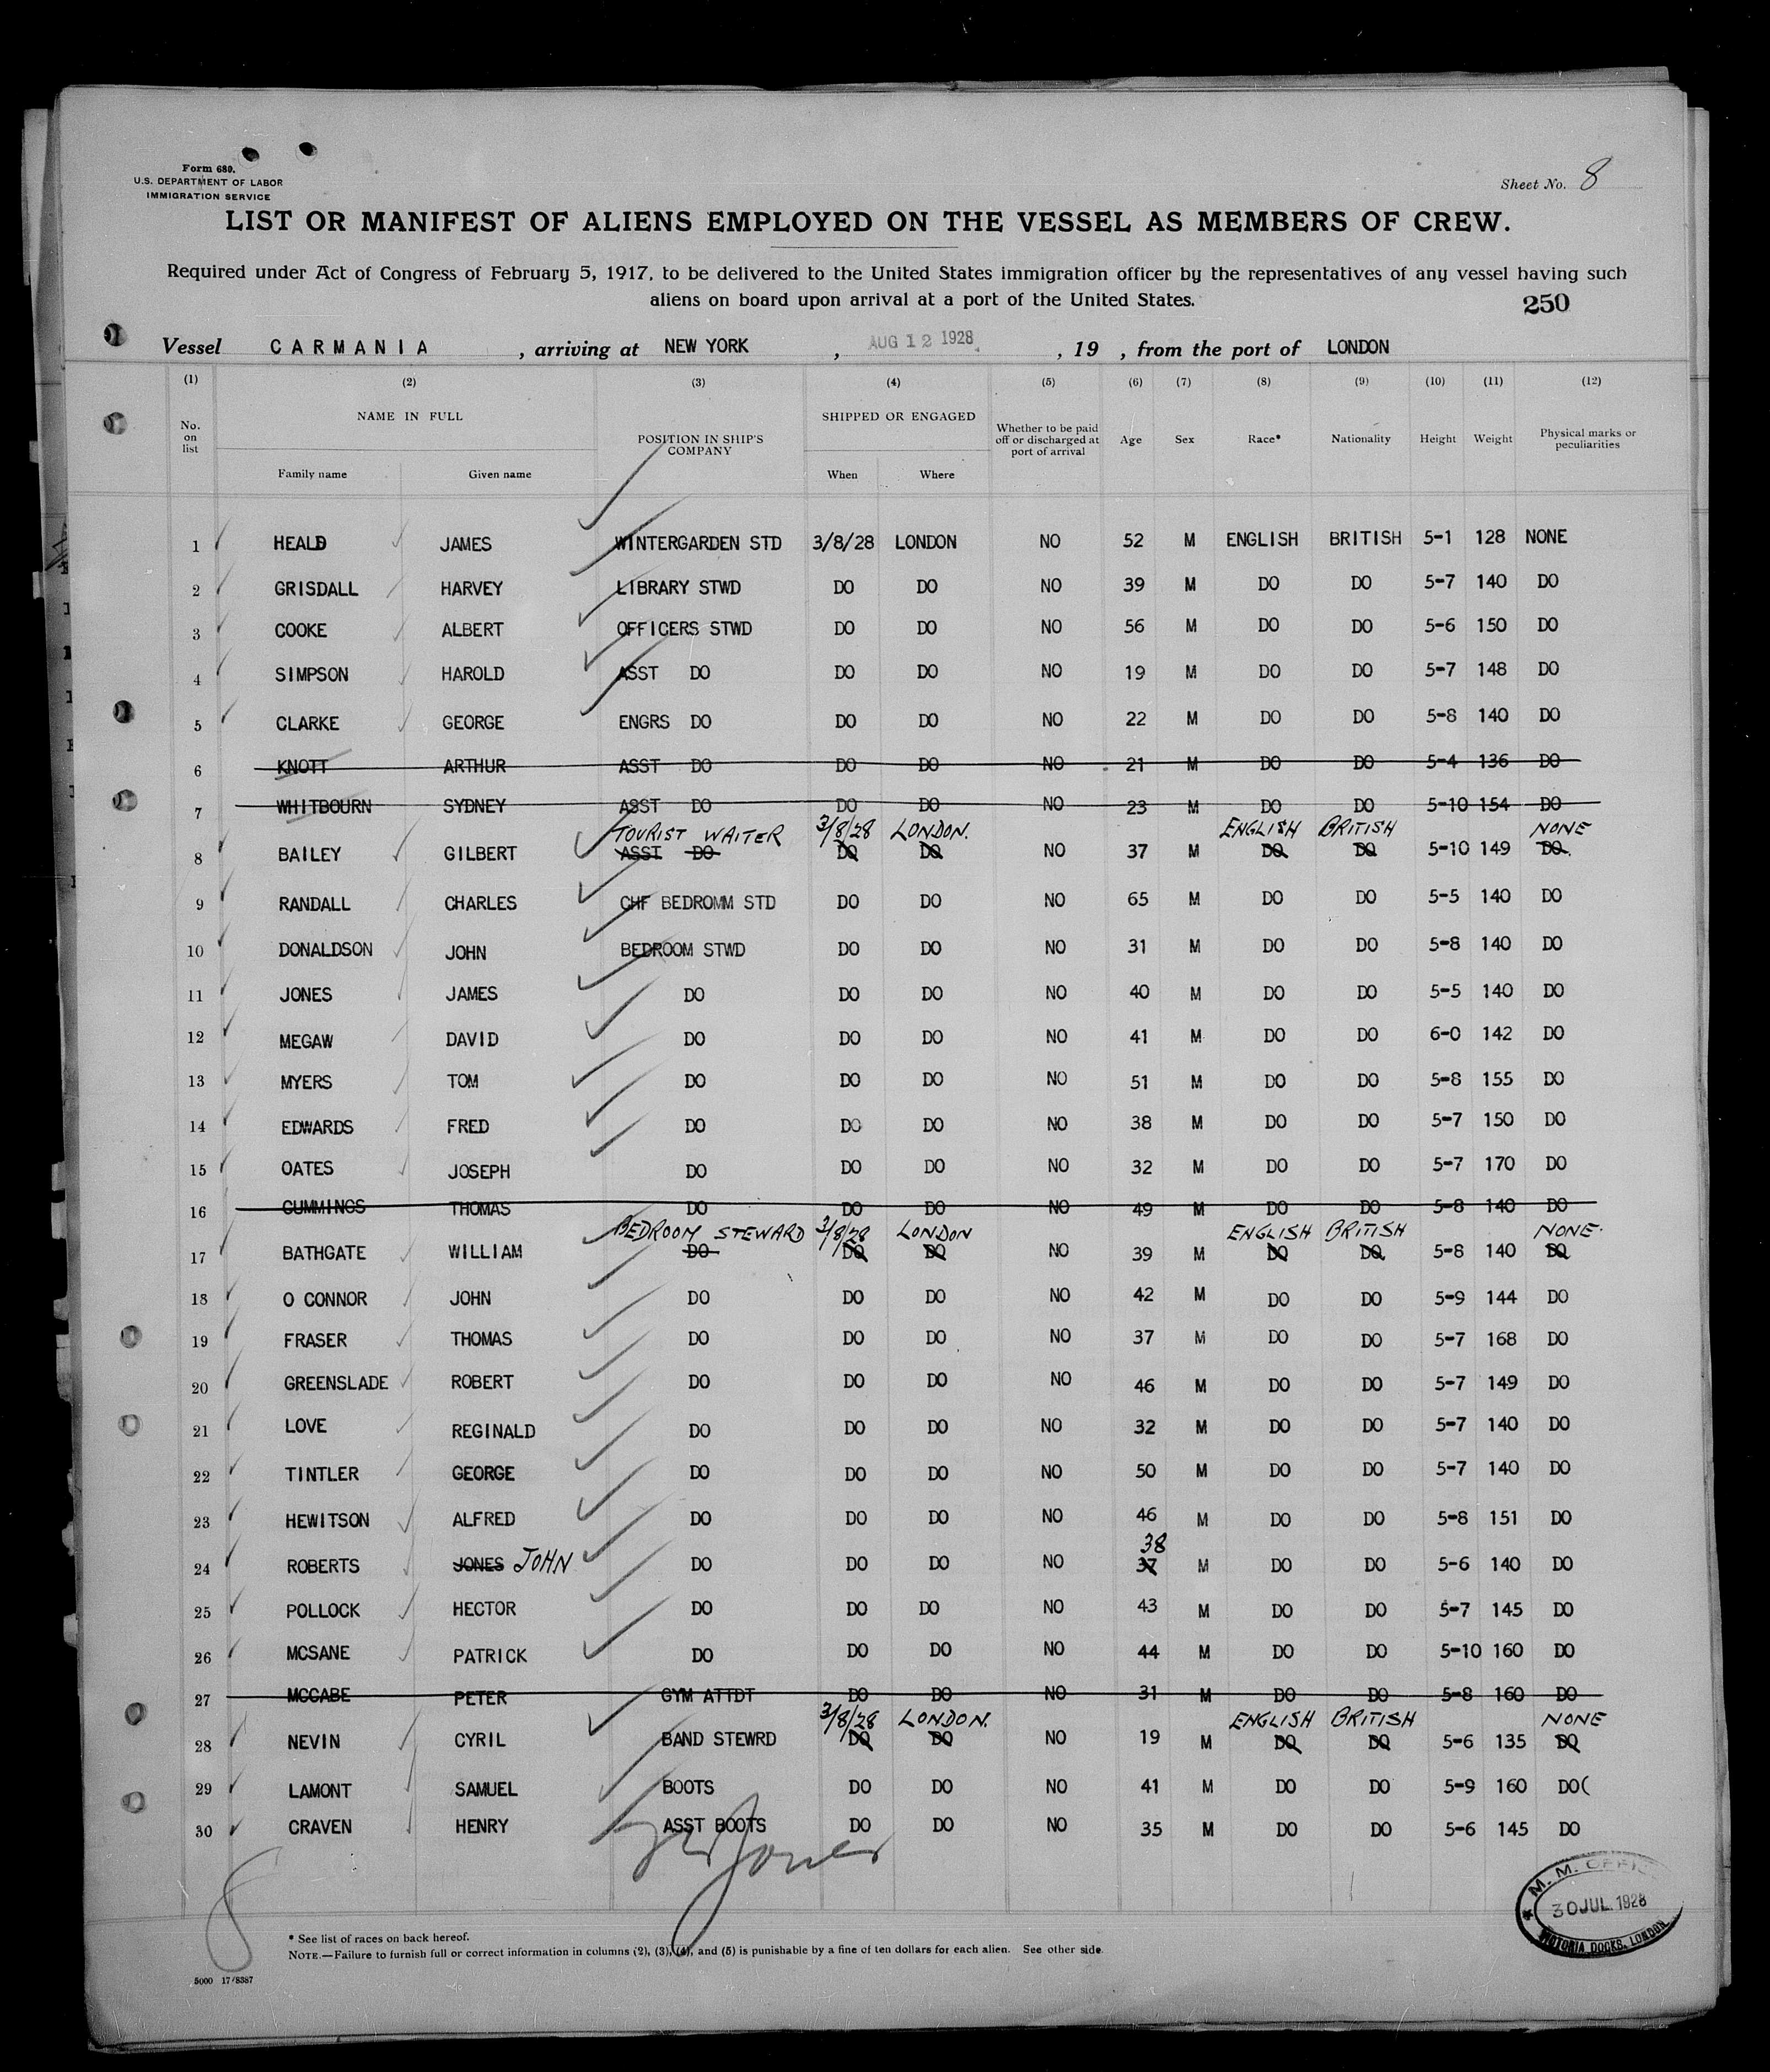 Form 680.
U.S. DEPARTMENT OF LABOR
IMMIGRATION SERVICE
Sheet No. 8
LIST OR MANIFEST OF ALIENS EMPLOYED ON THE VESSEL AS MEMBERS OF CREW.
Required under Act of Congress of February 5, 1917, to be delivered to the United States immigration officer by the representatives of any vessel having such
aliens on board upon arrival at a port of the United States.
250
Vessel CARMANIA , arriving at NEW YORK , AUG 12 1928 , 19 , from the port of LONDON
(1) (2) (3) (4) (5) (6) (7) (8) (9) (10) (11) (12)
No. on list NAME IN FULL POSITION IN SHIP'S COMPANY SHIPPED OR ENGAGED Whether to be paid off or discharged at port of arrival Age Sex Race* Nationality Height Weight Physical marks or peculiarities
Family name Given name When Where
1 HEALD JAMES WINTERGARDEN STD 3/8/28 LONDON NO 52 M ENGLISH BRITISH 5-1 128 NONE
2 GRISDALL HARVEY LIBRARY STWD DO DO NO 39 M DO DO 5-7 140 DO
3 COOKE ALBERT OFFICERS STWD DO DO NO 56 M DO DO 5-6 150 DO
4 SIMPSON HAROLD ASST DO DO DO NO 19 M DO DO 5-7 148 DO
5 CLARKE GEORGE ENGRS DO DO DO NO 22 M DO DO 5-8 140 DO
6 KNOTT ARTHUR ASST DO DO DO NO 21 M DO DO 5-4 136 DO
7 WHITBOURN SYDNEY ASST DO DO DO NO 23 M DO DO 5-10 154 DO
TOURIST WAITER 3/8/28 LONDON. ENGLISH BRITISH NONE
8 BAILEY GILBERT ASST DO DO DO NO 37 M DO DO 5-10 149 DO.
9 RANDALL CHARLES CHF BEDROMM STD DO DO NO 65 M DO DO 5-5 140 DO
10 DONALDSON JOHN BEDROOM STWD DO DO NO 31 M DO DO 5-8 140 DO
11 JONES JAMES DO DO DO NO 40 M DO DO 5-5 140 DO
12 MEGAW DAVID DO DO DO NO 41 M DO DO 6-0 142 DO
13 MYERS TOM DO DO DO NO 51 M DO DO 5-8 155 DO
14 EDWARDS FRED DO DO DO NO 38 M DO DO 5-7 150 DO
15 OATES JOSEPH DO DO DO NO 32 M DO DO 5-7 170 DO
16 CUMMINGS THOMAS DO DO DO NO 49 M DO DO 5-8 140 DO
BEDROOM STEWARD 3/8/28 LONDON ENGLISH BRITISH NONE.
17 BATHGATE WILLIAM DO DO DO NO 39 M DO DO 5-8 140 DO
18 O CONNOR JOHN DO DO DO NO 42 M DO DO 5-9 144 DO
19 FRASER THOMAS DO DO DO NO 37 M DO DO 5-7 168 DO
20 GREENSLADE ROBERT DO DO DO NO 46 M DO DO 5-7 149 DO
21 LOVE REGINALD DO DO DO NO 32 M DO DO 5-7 140 DO
22 TINTLER GEORGE DO DO DO NO 50 M DO DO 5-7 140 DO
23 HEWITSON ALFRED DO DO DO NO 46 M DO DO 5-8 151 DO
38
24 ROBERTS JONES JOHN DO DO DO NO 37 M DO DO 5-6 140 DO
25 POLLOCK HECTOR DO DO DO NO 43 M DO DO 5-7 145 DO
26 MCSANE PATRICK DO DO DO NO 44 M DO DO 5-10 160 DO
27 MCCABE PETER GYM ATTDT DO DO NO 31 M DO DO 5-8 160 DO
3/8/28 LONDON. ENGLISH BRITISH NONE
28 NEVIN CYRIL BAND STEWRD DO DO NO 19 M DO DO 5-6 135 DO
29 LAMONT SAMUEL BOOTS DO DO NO 41 M DO DO 5-9 160 DO(
30 CRAVEN HENRY ASST BOOTS DO DO NO 35 M DO DO 5-6 145 DO
Jones
8
M. M. OFFICE
30 JUL 1928
VICTORIA DOCKS, LONDON
* See list of races on back hereof.
NOTE.—Failure to furnish full or correct information in columns (2), (3), (4), and (5) is punishable by a fine of ten dollars for each alien. See other side.
5000 17/8387